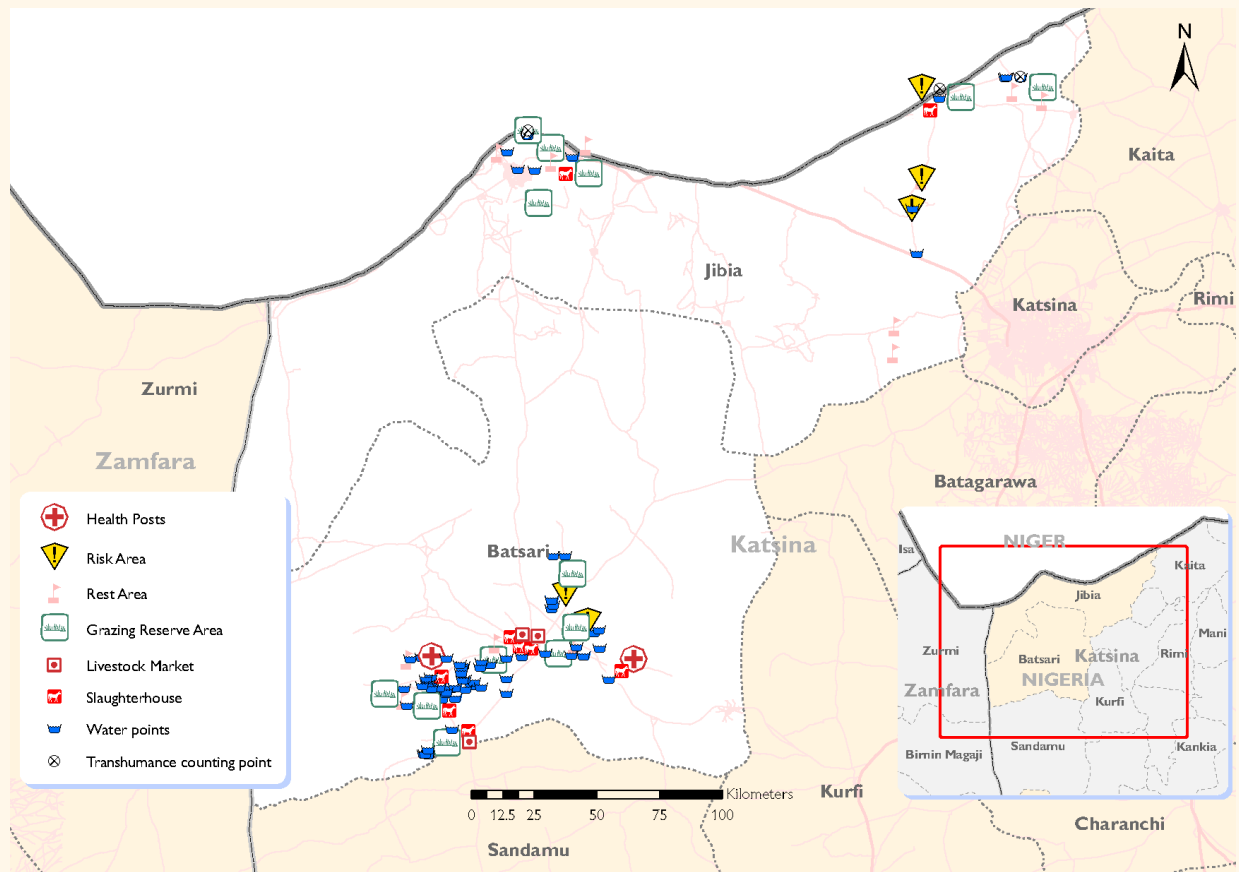 N
Kaita
Jibia
Katsina
Rimi
Zurmi
Zamfara
Batagarawa
Batsari
Katsina
Health Posts
Risk Area
Rest Area
Grazing Reserve Area
Livestock Market
Slaughterhouse
Water points
Transhumance counting point
Isa
NIGER
Kaita
Jibia
Mani
Zurmi
Batsari
Katsina
Rimi
Zamfara
NIGERIA
Kurfi
Birnin Magaji
Sandamu
Kankia
Kilometers
0 12.5 25 50 75 100
Kurfi
Charanchi
Sandamu